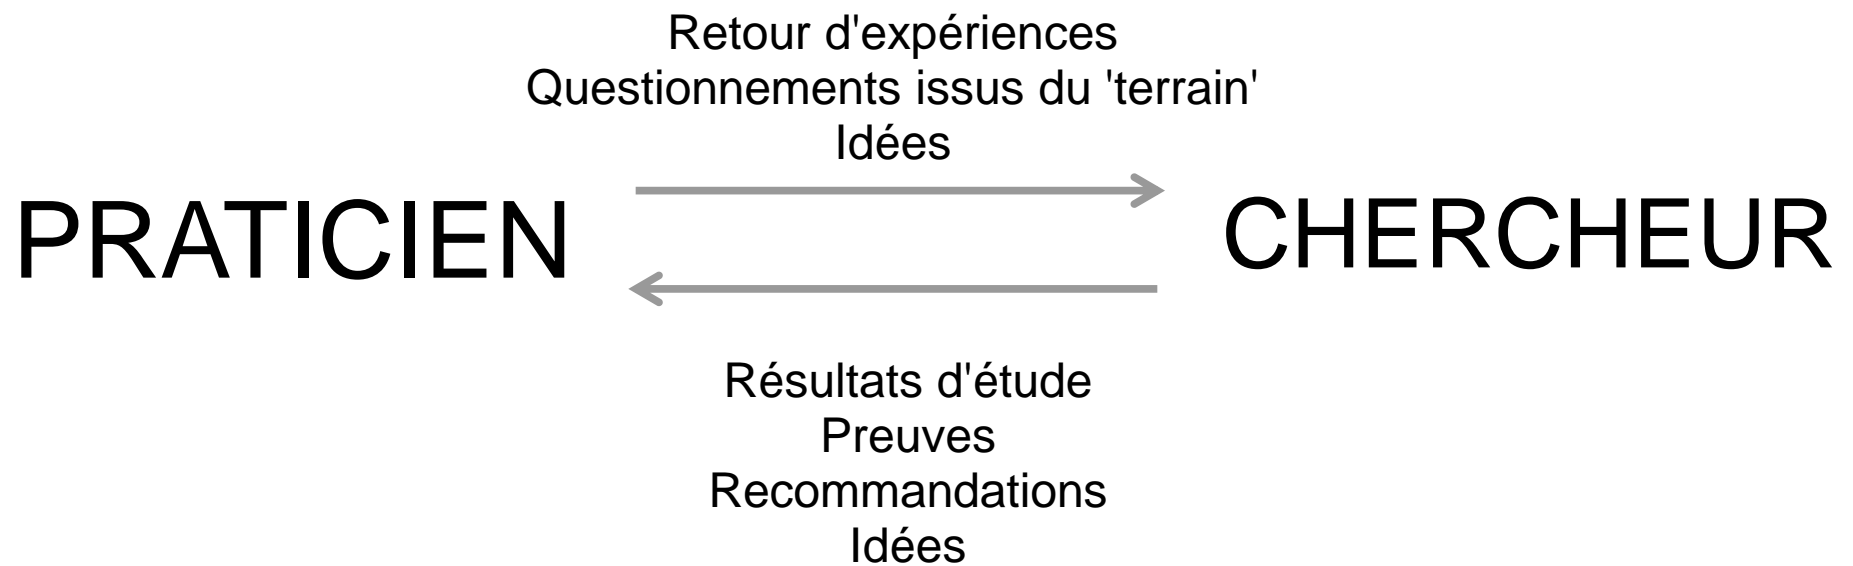 Retour d'expériences
Questionnements issus du 'terrain'
Idées
PRATICIEN
CHERCHEUR
Résultats d'étude
Preuves
Recommandations
Idées